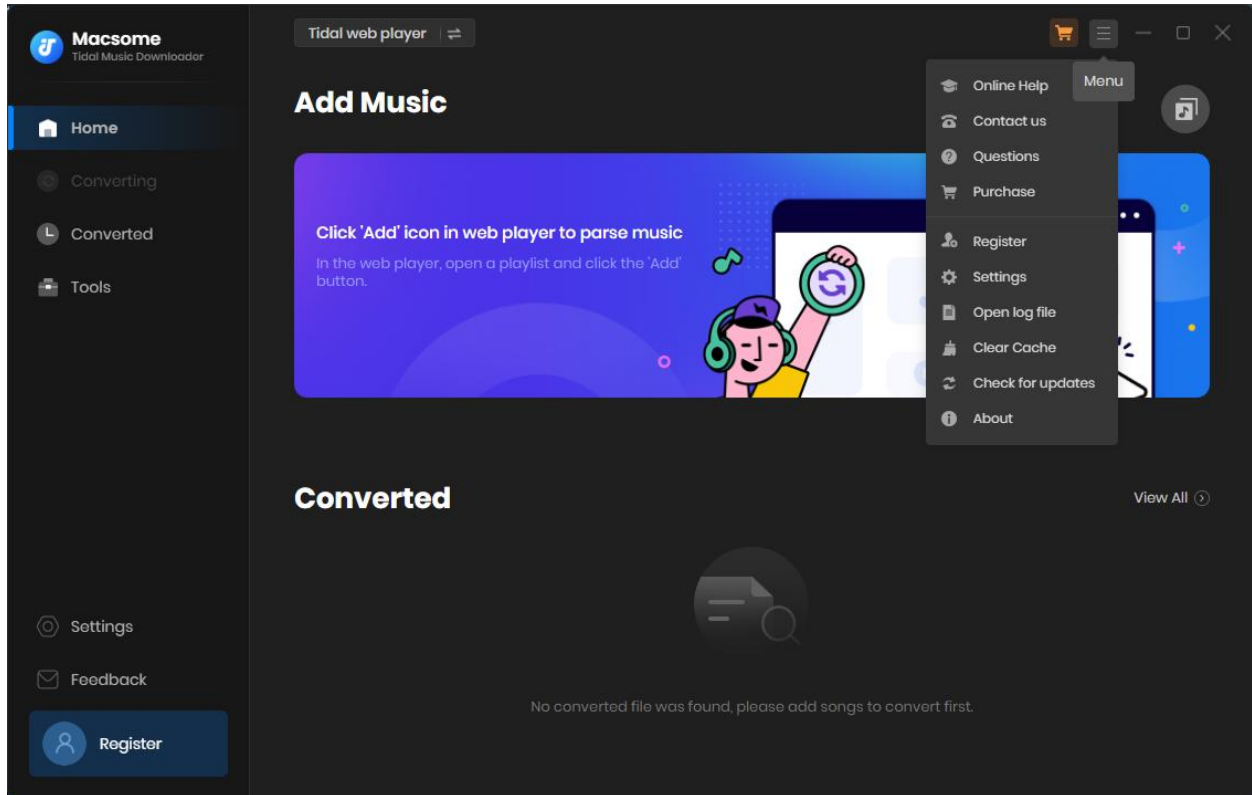 Macsome
Tidal Music Downloader
Home
Converting
Converted
Tools
Settings
Feedback
Register
Tidal web player
Menu
Online Help
Contact us
Questions
Purchase
Register
Settings
Open log file
Clear Cache
Check for updates
About
Add Music
Click 'Add' icon in web player to parse music
In the web player, open a playlist and click the 'Add'
button.
Converted
View All
No converted file was found, please add songs to convert first.